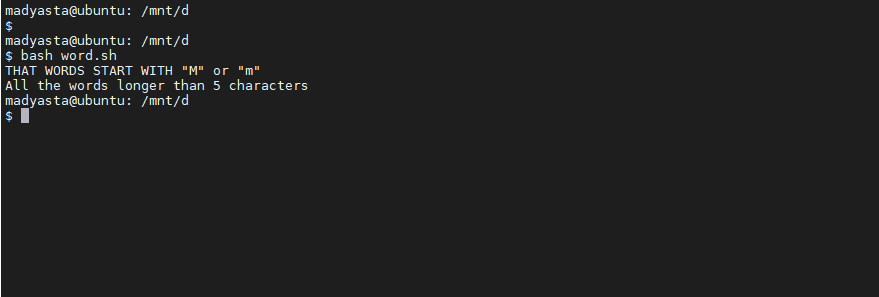 madyasta@ubuntu: /mnt/d
$
madyasta@ubuntu: /mnt/d
$ bash word.sh
THAT WORDS START WITH "M" or "m"
All the words longer than 5 characters
madyasta@ubuntu: /mnt/d
$